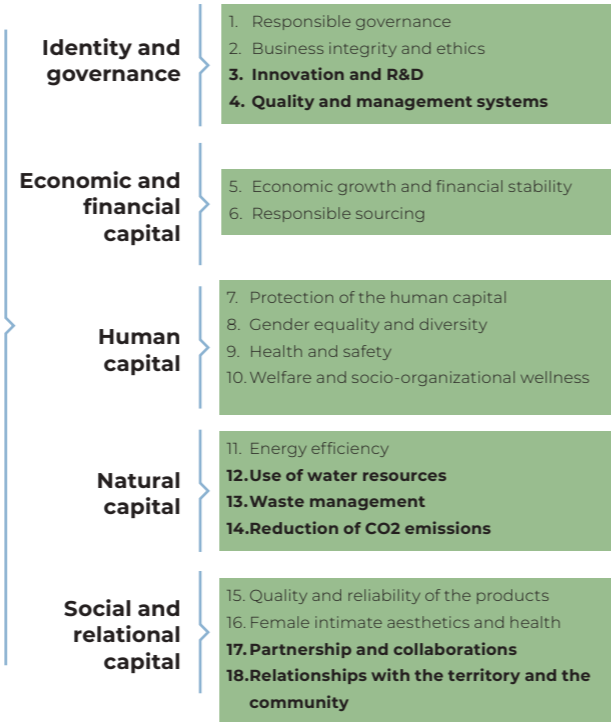 Identity and
governance
1. Responsible governance
2. Business integrity and ethics
3. Innovation and R&D
4. Quality and management systems
Economic and
financial
capital
5. Economic growth and financial stability
6. Responsible sourcing
Human
capital
7. Protection of the human capital
8. Gender equality and diversity
9. Health and safety
10. Welfare and socio-organizational wellness
Natural
capital
11. Energy efficiency
12. Use of water resources
13. Waste management
14. Reduction of CO2 emissions
Social and
relational
capital
15. Quality and reliability of the products
16. Female intimate aesthetics and health
17. Partnership and collaborations
18. Relationships with the territory and the
community